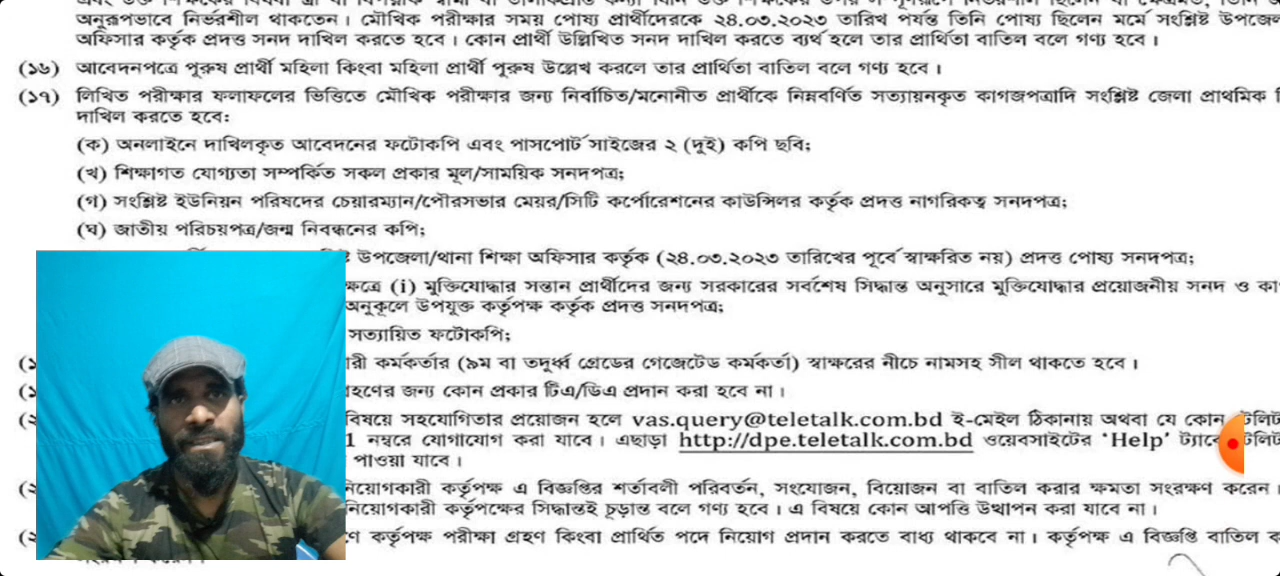 অনুরূপভাবে নির্ভরশীল থাকতেন। মৌখিক পরীক্ষার সময় পোষ্য প্রার্থীদেরকে ২৪.০৩.২০২৩ তারিখ পর্যন্ত তিনি পোষ্য ছিলেন মর্মে সংশ্লিষ্ট
অফিসার কর্তৃক প্রদত্ত সনদ দাখিল করতে হবে। কোন প্রার্থী উল্লিখিত সনদ দাখিল করতে ব্যর্থ হলে তার প্রার্থিতা বাতিল বলে গণ্য হবে।
(১৬) আবেদনপত্রে পুরুষ প্রার্থী মহিলা কিংবা মহিলা প্রার্থী পুরুষ উল্লেখ করলে তার প্রার্থিতা বাতিল বলে গণ্য হবে।
(১৭) লিখিত পরীক্ষার ফলাফলের ভিত্তিতে মৌখিক পরীক্ষার জন্য নির্বাচিত/মনোনীত প্রার্থীকে নিম্নবর্ণিত সত্যায়নকৃত কাগজপত্রাদি সংশ্লিষ্ট জেলা প্রাথমিক
দাখিল করতে হবে:
(ক) অনলাইনে দাখিলকৃত আবেদনের ফটোকপি এবং পাসপোর্ট সাইজের ২ (দুই) কপি ছবি;
(খ) শিক্ষাগত যোগ্যতা সম্পর্কিত সকল প্রকার মূল/সাময়িক সনদপত্র;
(গ) সংশ্লিষ্ট ইউনিয়ন পরিষদের চেয়ারম্যান/পৌরসভার মেয়র/সিটি কর্পোরেশনের কাউন্সিলর কর্তৃক প্রদত্ত নাগরিকত্ব সনদপত্র;
(ঘ) জাতীয় পরিচয়পত্র/জন্ম নিবন্ধনের কপি;
উপজেলা/থানা শিক্ষা অফিসার কর্তৃক (২৪.০৩.২০২৩ তারিখের পূর্বে স্বাক্ষরিত নয়) প্রদত্ত পোষ্য সনদপত্র;
ক্ষেত্রে (i) মুক্তিযোদ্ধার সন্তান প্রার্থীদের জন্য সরকারের সর্বশেষ সিদ্ধান্ত অনুসারে মুক্তিযোদ্ধার প্রয়োজনীয় সনদ ও
অনুকূলে উপযুক্ত কর্তৃপক্ষ কর্তৃক প্রদত্ত সনদপত্র;
সত্যায়িত ফটোকপি;
কর্মকর্তার (৯ম বা তদুর্ধ্ব গ্রেডের গেজেটেড কর্মকর্তা) স্বাক্ষরের নীচে নামসহ সীল থাকতে হবে।
জন্য কোন প্রকার টিএ/ডিএ প্রদান করা হবে না।
বিষয়ে সহযোগিতার প্রয়োজন হলে vas.query@teletalk.com.bd ই-মেইল ঠিকানায় অথবা যে কোন
1 নম্বরে যোগাযোগ করা যাবে। এছাড়া http://dpe.teletalk.com.bd ওয়েবসাইটের ‘Help’
পাওয়া যাবে।
নিয়োগকারী কর্তৃপক্ষ এ বিজ্ঞপ্তির শর্তাবলী পরিবর্তন, সংযোজন, বিয়োজন বা বাতিল করার ক্ষমতা সংরক্ষণ করেন।
নিয়োগকারী কর্তৃপক্ষের সিদ্ধান্তই চূড়ান্ত বলে গণ্য হবে। এ বিষয়ে কোন আপত্তি উত্থাপন করা যাবে না।
কর্তৃপক্ষ পরীক্ষা গ্রহণ কিংবা প্রার্থিত পদে নিয়োগ প্রদান করতে বাধ্য থাকবে না। কর্তৃপক্ষ এ বিজ্ঞপ্তি বাতিল